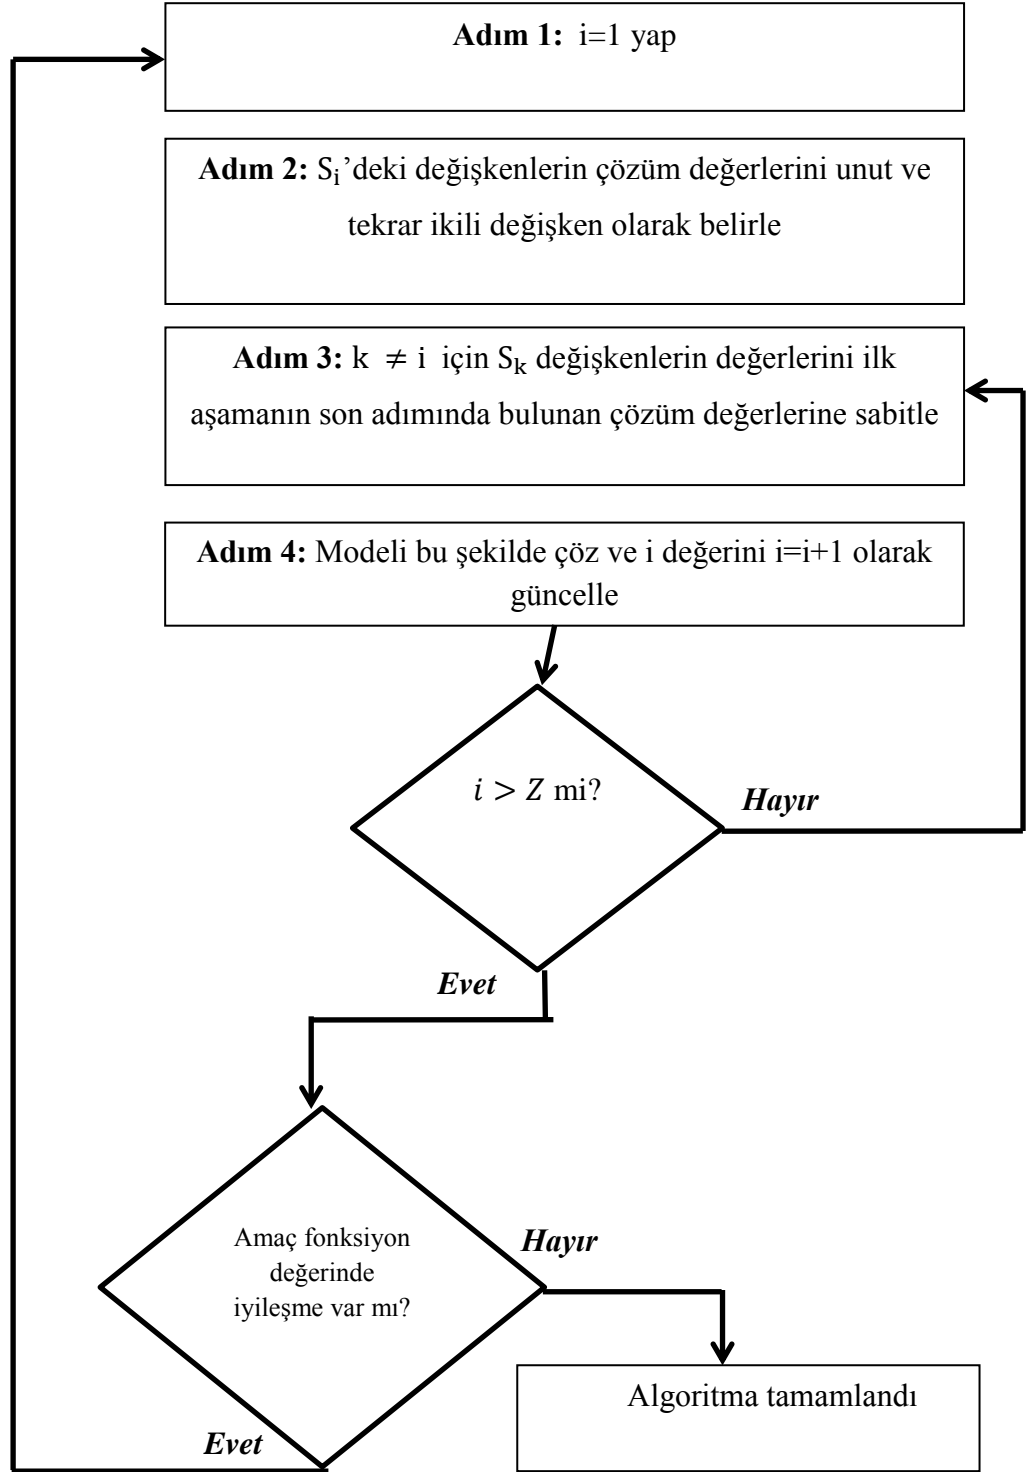 Adım 1: i=1 yap
Adım 2: Sᵢ’deki değişkenlerin çözüm değerlerini unut ve
tekrar ikili değişken olarak belirle
Adım 3: k ≠ i için Sₖ değişkenlerin değerlerini ilk
aşamanın son adımında bulunan çözüm değerlerine sabitle
Adım 4: Modeli bu şekilde çöz ve i değerini i=i+1 olarak
güncelle
i > Z mi?
Hayır
Evet
Amaç fonksiyon
değerinde
iyileşme var mı?
Hayır
Algoritma tamamlandı
Evet